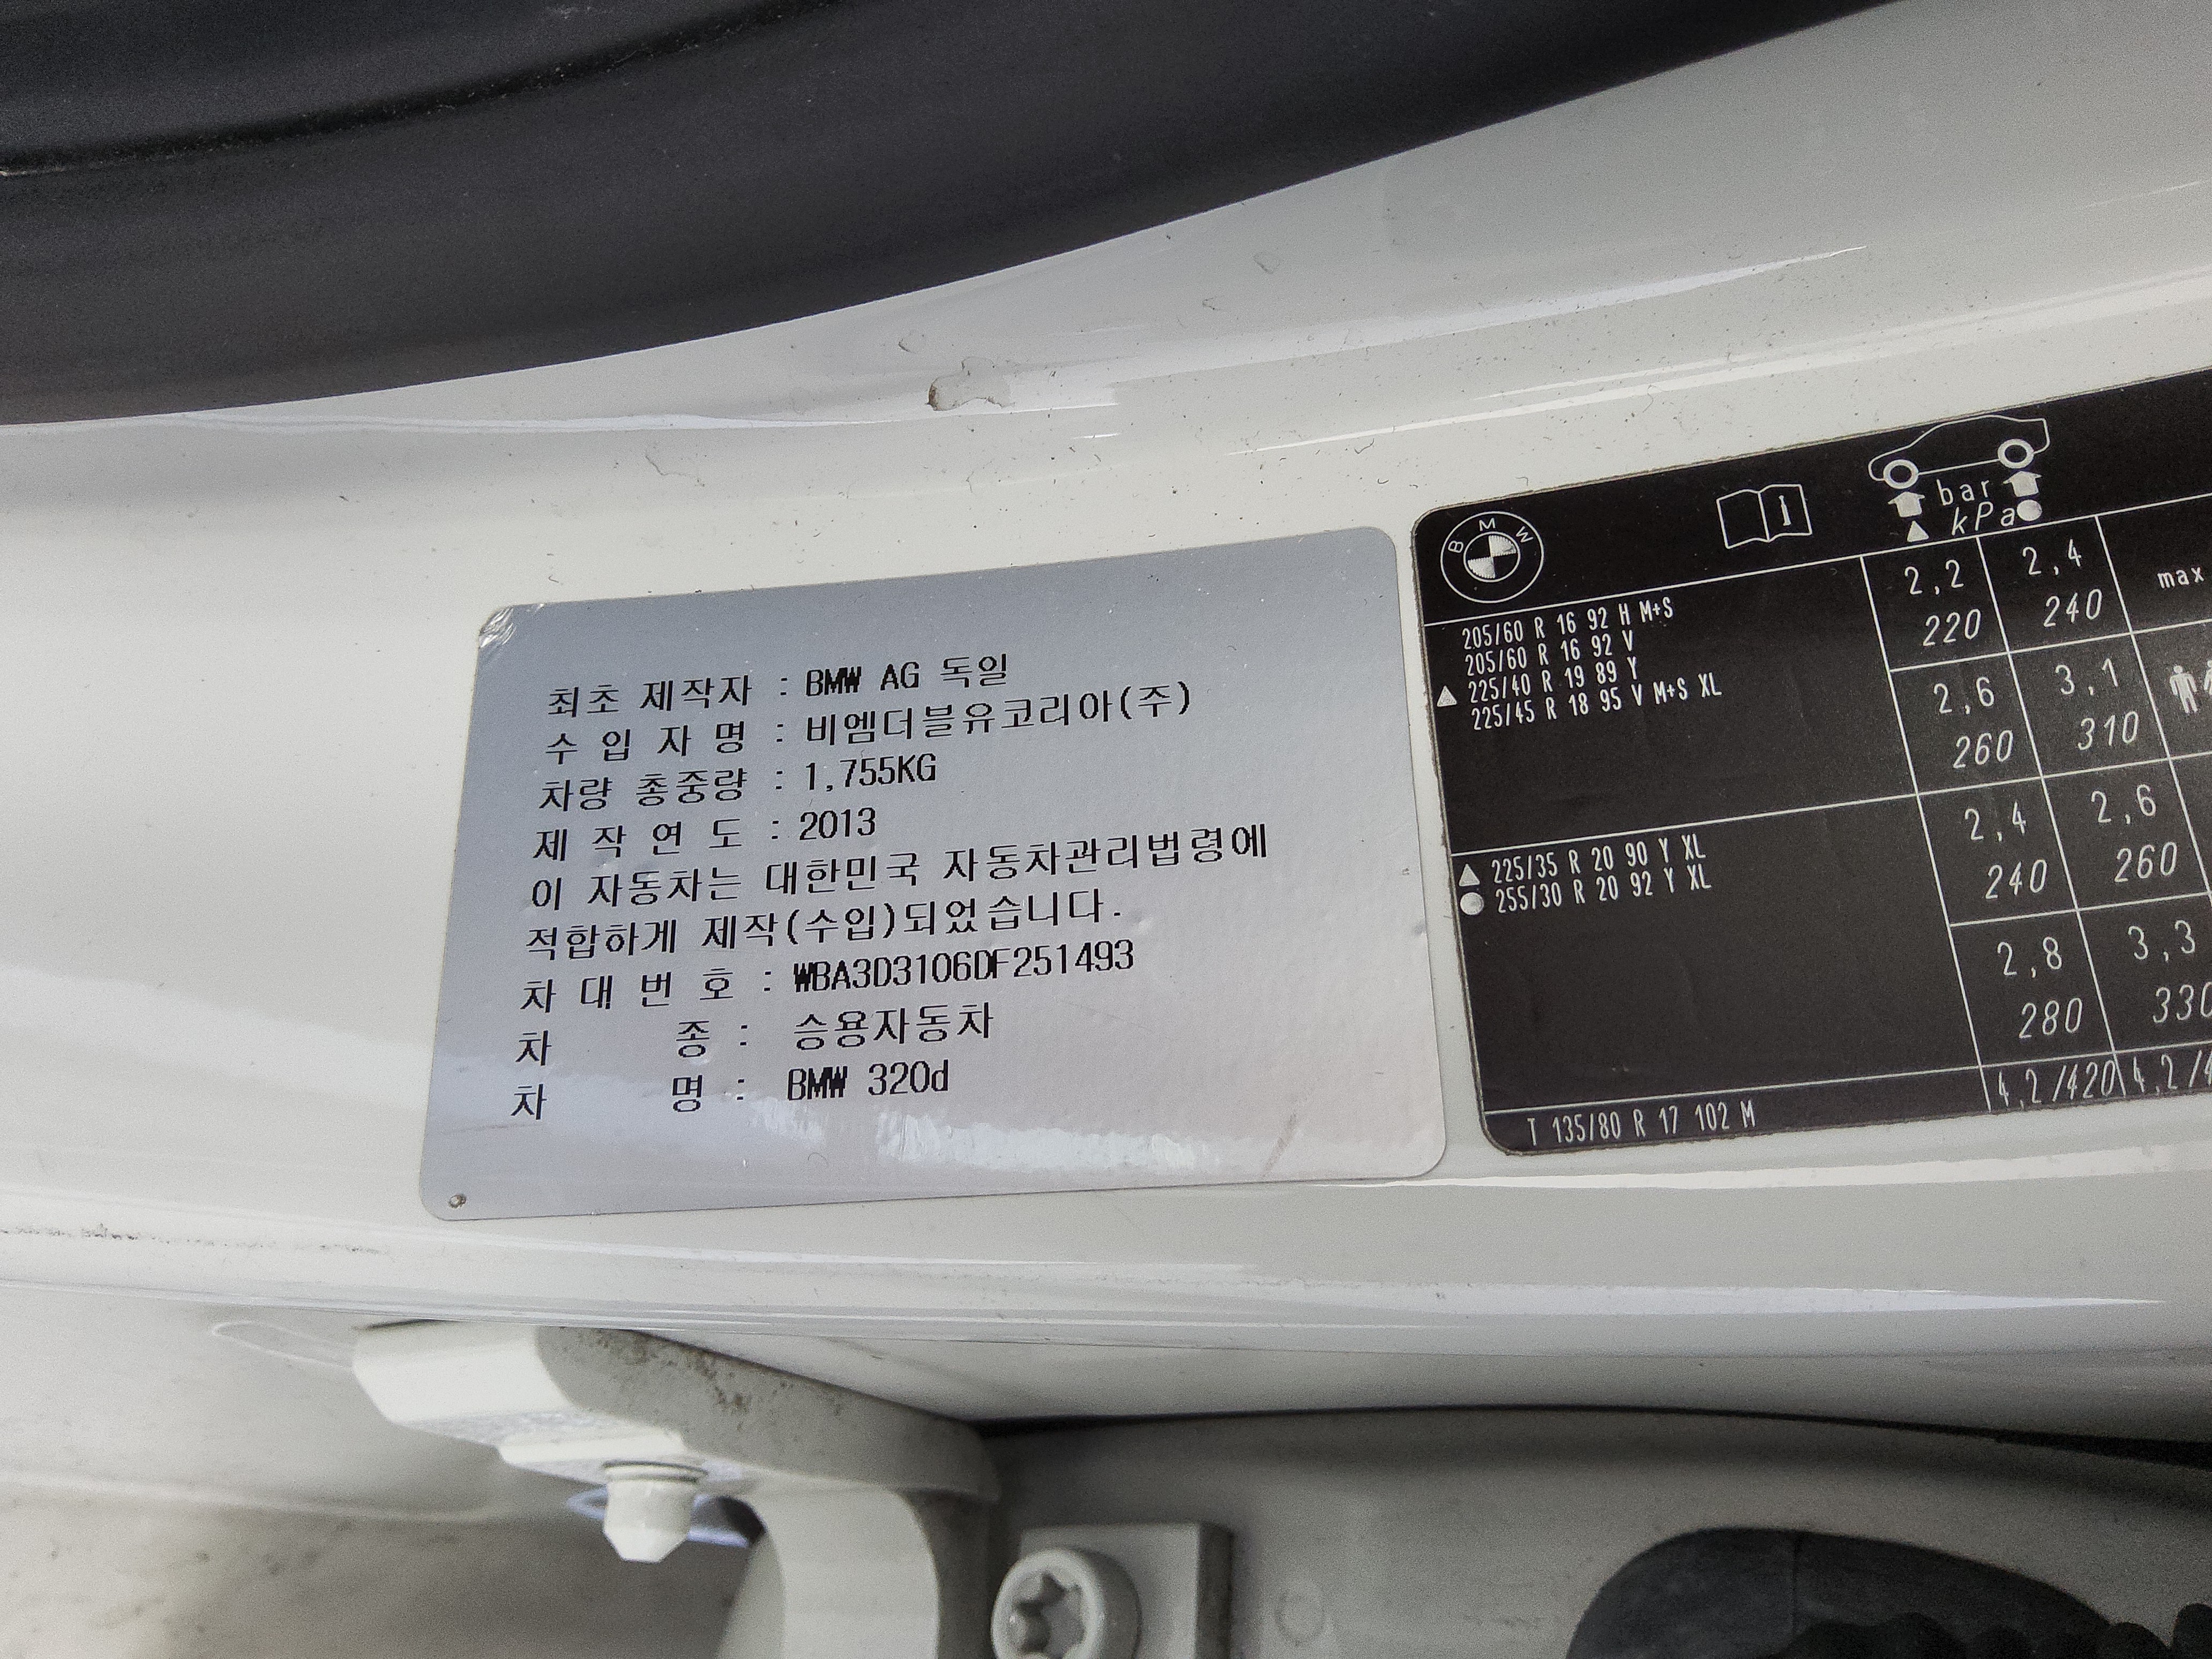 최초 제작자 : BMW AG 독일
수 입 자 명 : 비엠더블유코리아(주)
차량 총중량 : 1,755KG
제 작 연 도 : 2013
이 자동차는 대한민국 자동차관리법령에
적합하게 제작(수입)되었습니다.
차 대 번 호 : WBA3D3106DF251493
차 종 : 승용자동차
차 명 : BMW 320d
BMW
bar
kPa
205/60 R 16 92 H M+S
205/60 R 16 92 V
225/40 R 19 89 Y
225/45 R 18 95 V M+S XL
2,2 2,4
220 240
max
2,6 3,1
260 310
225/35 R 20 90 Y XL
255/30 R 20 92 Y XL
2,4 2,6
240 260
2,8 3,3
280 330
T 135/80 R 17 102 M
4,2/420